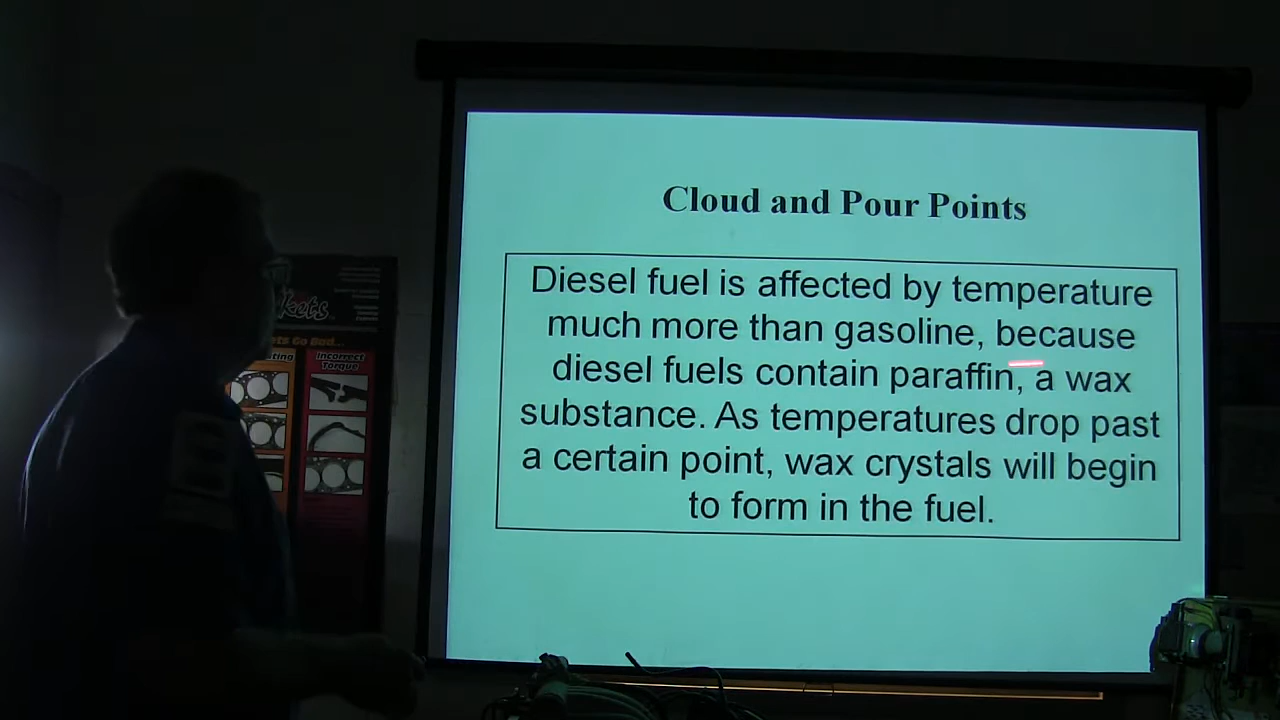 Cloud and Pour Points
Diesel fuel is affected by temperature
much more than gasoline, because
diesel fuels contain paraffin, a wax
substance. As temperatures drop past
a certain point, wax crystals will begin
to form in the fuel.
Go Bad...
Incorrect
Torque